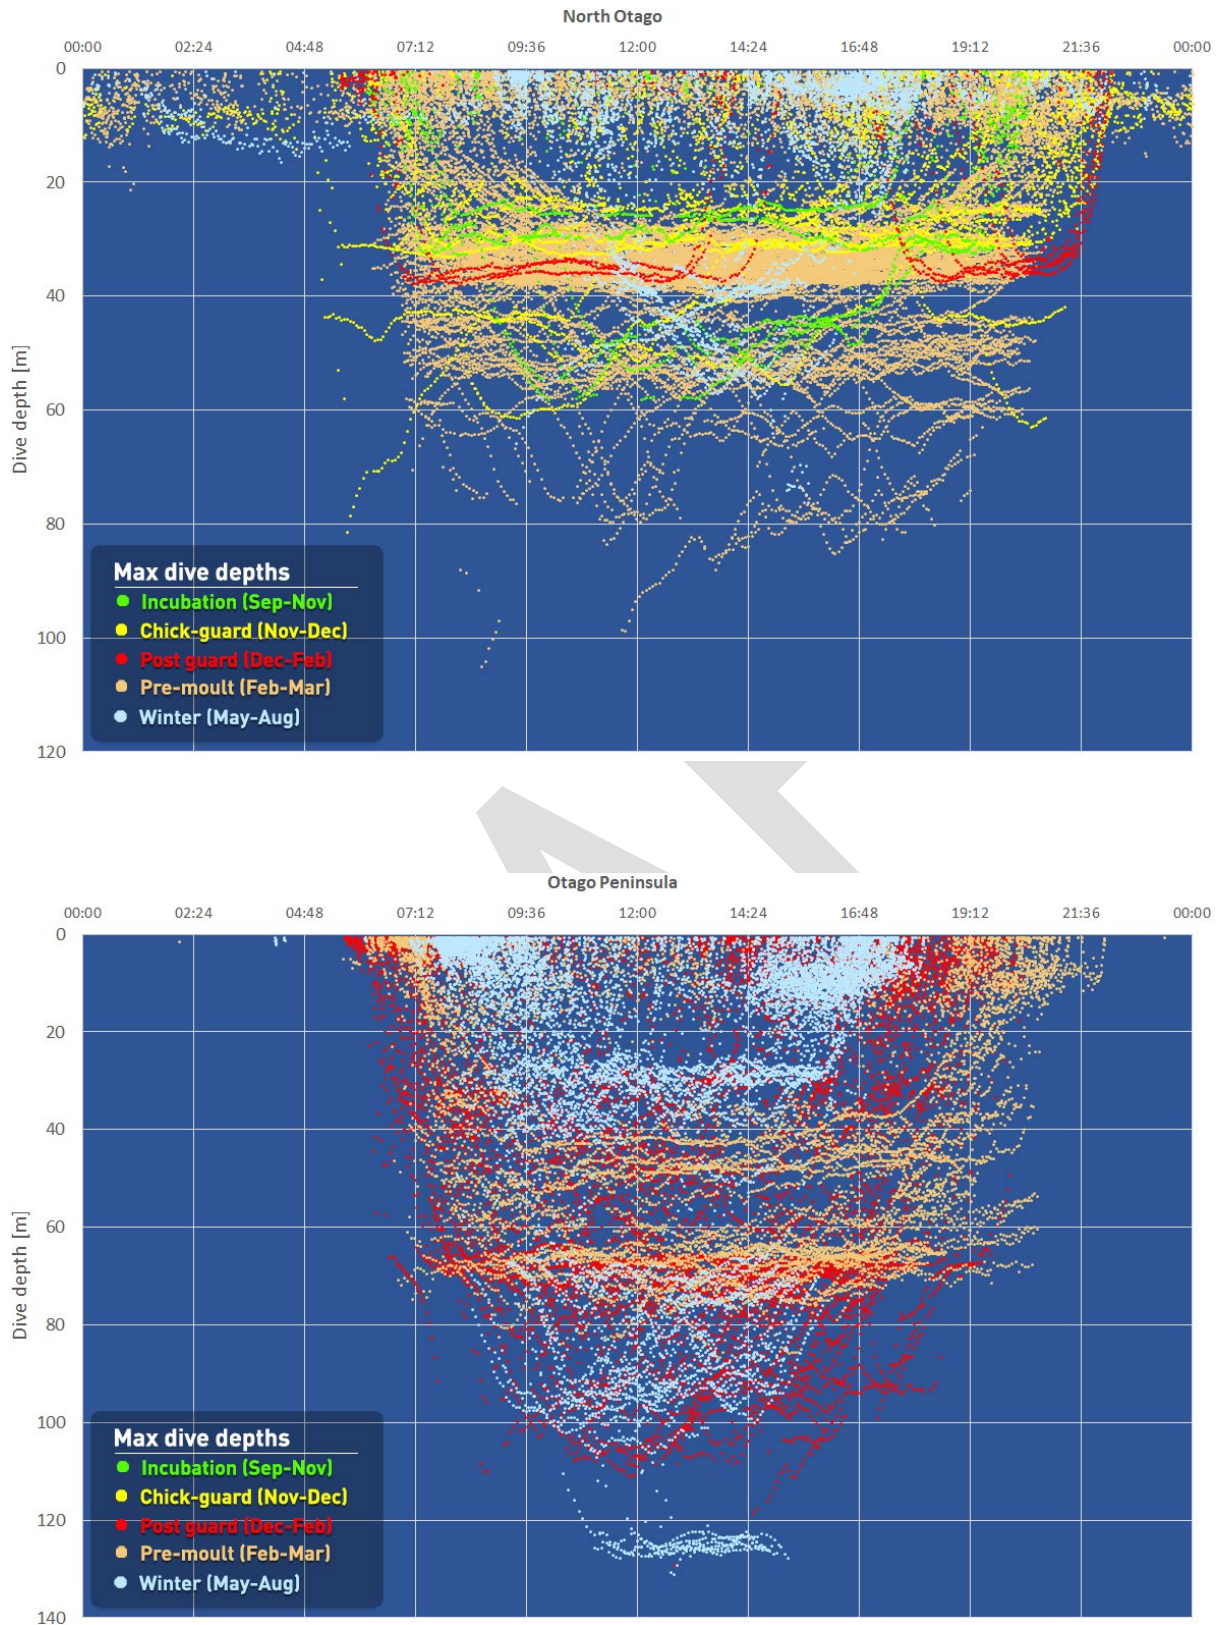 North Otago
00:00 02:24 04:48 07:12 09:36 12:00 14:24 16:48 19:12 21:36 00:00
0
20
40
60
80
100
120
Dive depth [m]
Max dive depths
Incubation (Sep-Nov)
Chick-guard (Nov-Dec)
Post guard (Dec-Feb)
Pre-moult (Feb-Mar)
Winter (May-Aug)
Otago Peninsula
00:00 02:24 04:48 07:12 09:36 12:00 14:24 16:48 19:12 21:36 00:00
0
20
40
60
80
100
120
140
Dive depth [m]
Max dive depths
Incubation (Sep-Nov)
Chick-guard (Nov-Dec)
Post guard (Dec-Feb)
Pre-moult (Feb-Mar)
Winter (May-Aug)